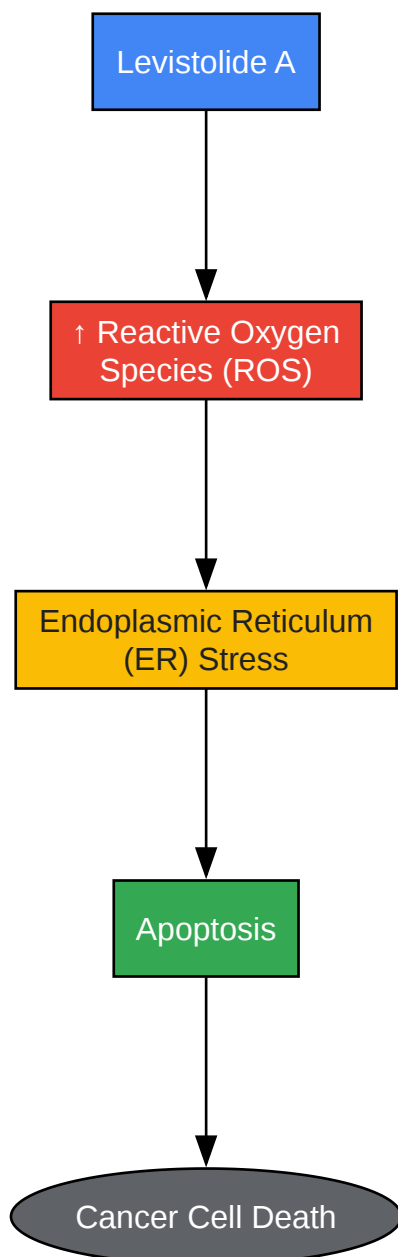 Levistolide A
↑ Reactive Oxygen
Species (ROS)
Endoplasmic Reticulum
(ER) Stress
Apoptosis
Cancer Cell Death